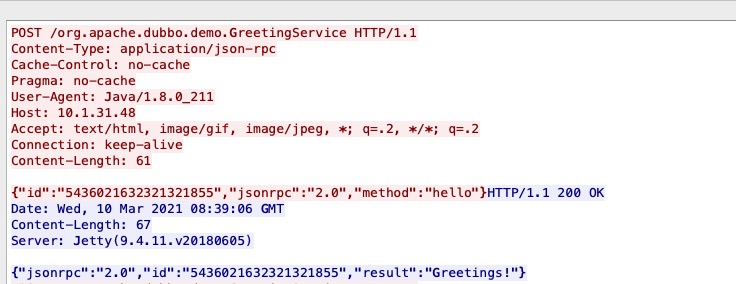 POST /org.apache.dubbo.demo.GreetingService HTTP/1.1
Content-Type: application/json-rpc
Cache-Control: no-cache
Pragma: no-cache
User-Agent: Java/1.8.0_211
Host: 10.1.31.48
Accept: text/html, image/gif, image/jpeg, *; q=.2, */*; q=.2
Connection: keep-alive
Content-Length: 61
{"id":"5436021632321321855","jsonrpc":"2.0","method":"hello"}HTTP/1.1 200 OK
Date: Wed, 10 Mar 2021 08:39:06 GMT
Content-Length: 67
Server: Jetty(9.4.11.v20180605)
{"jsonrpc":"2.0","id":"5436021632321321855","result":"Greetings!"}